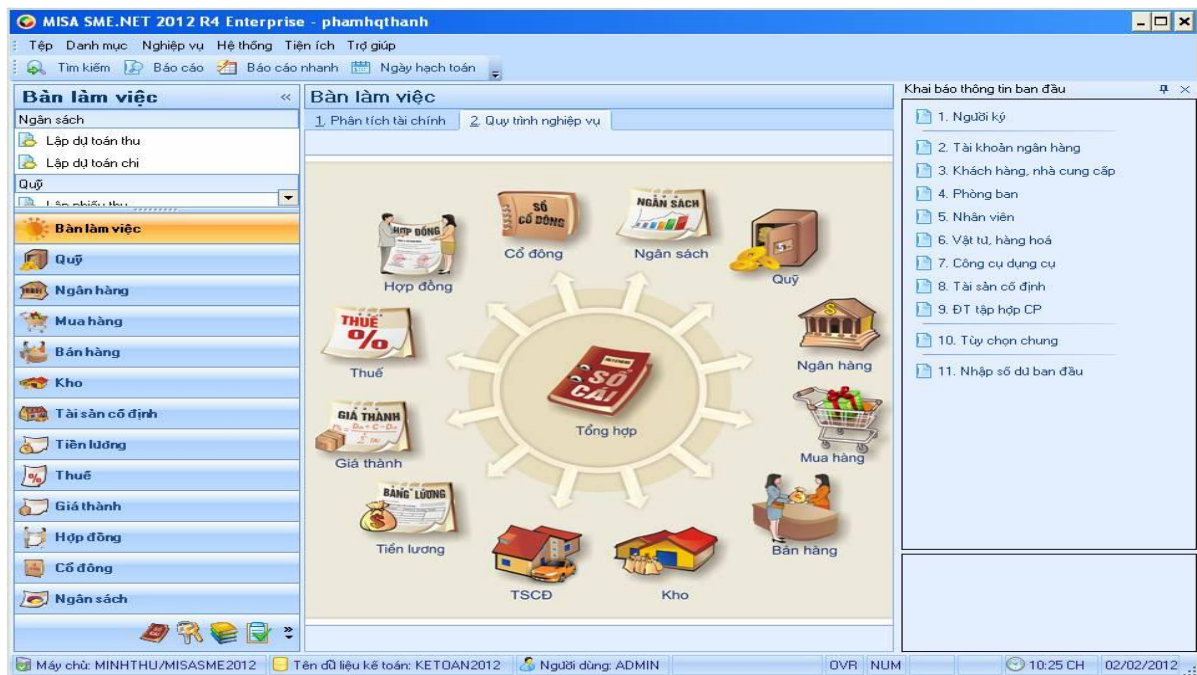 MISA SME.NET 2012 R4 Enterprise - phamhqthanh
Tệp Danh mục Nghiệp vụ Hệ thống Tiện ích Trợ giúp
Tìm kiếm Báo cáo Báo cáo nhanh Ngày hạch toán
Bàn làm việc «
Ngân sách
Lập dự toán thu
Lập dự toán chi
Quỹ
Lập phiếu thu
Bàn làm việc
Quỹ
Ngân hàng
Mua hàng
Bán hàng
Kho
Tài sản cố định
Tiền lương
Thuế
Giá thành
Hợp đồng
Cổ đông
Ngân sách
Bàn làm việc
1. Phân tích tài chính
2. Quy trình nghiệp vụ
HỢP ĐỒNG
Hợp đồng
SỔ
CỔ ĐÔNG
Cổ đông
NGÂN SÁCH
Ngân sách
Quỹ
THUẾ
%
Thuế
Ngân hàng
SỔ
CÁI
Tổng hợp
GIÁ THÀNH
Giá thành
Mua hàng
BẢNG LƯƠNG
Tiền lương
TSCĐ
Kho
Bán hàng
Khai báo thông tin ban đầu
1. Người ký
2. Tài khoản ngân hàng
3. Khách hàng, nhà cung cấp
4. Phòng ban
5. Nhân viên
6. Vật tư, hàng hoá
7. Công cụ dụng cụ
8. Tài sản cố định
9. ĐT tập hợp CP
10. Tùy chọn chung
11. Nhập số dư ban đầu
Máy chủ: MINHTHU/MISASME2012 Tên dữ liệu kế toán: KETOAN2012 Người dùng: ADMIN OVR NUM 10:25 CH 02/02/2012